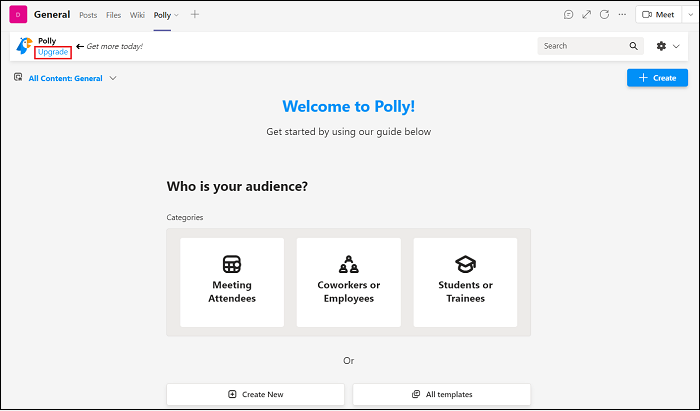 D General Posts Files Wiki Polly Meet
Polly
Upgrade Get more today! Search
All Content: General Create
Welcome to Polly!
Get started by using our guide below
Who is your audience?
Categories
Meeting
Attendees
Coworkers or
Employees
Students or
Trainees
Or
Create New All templates